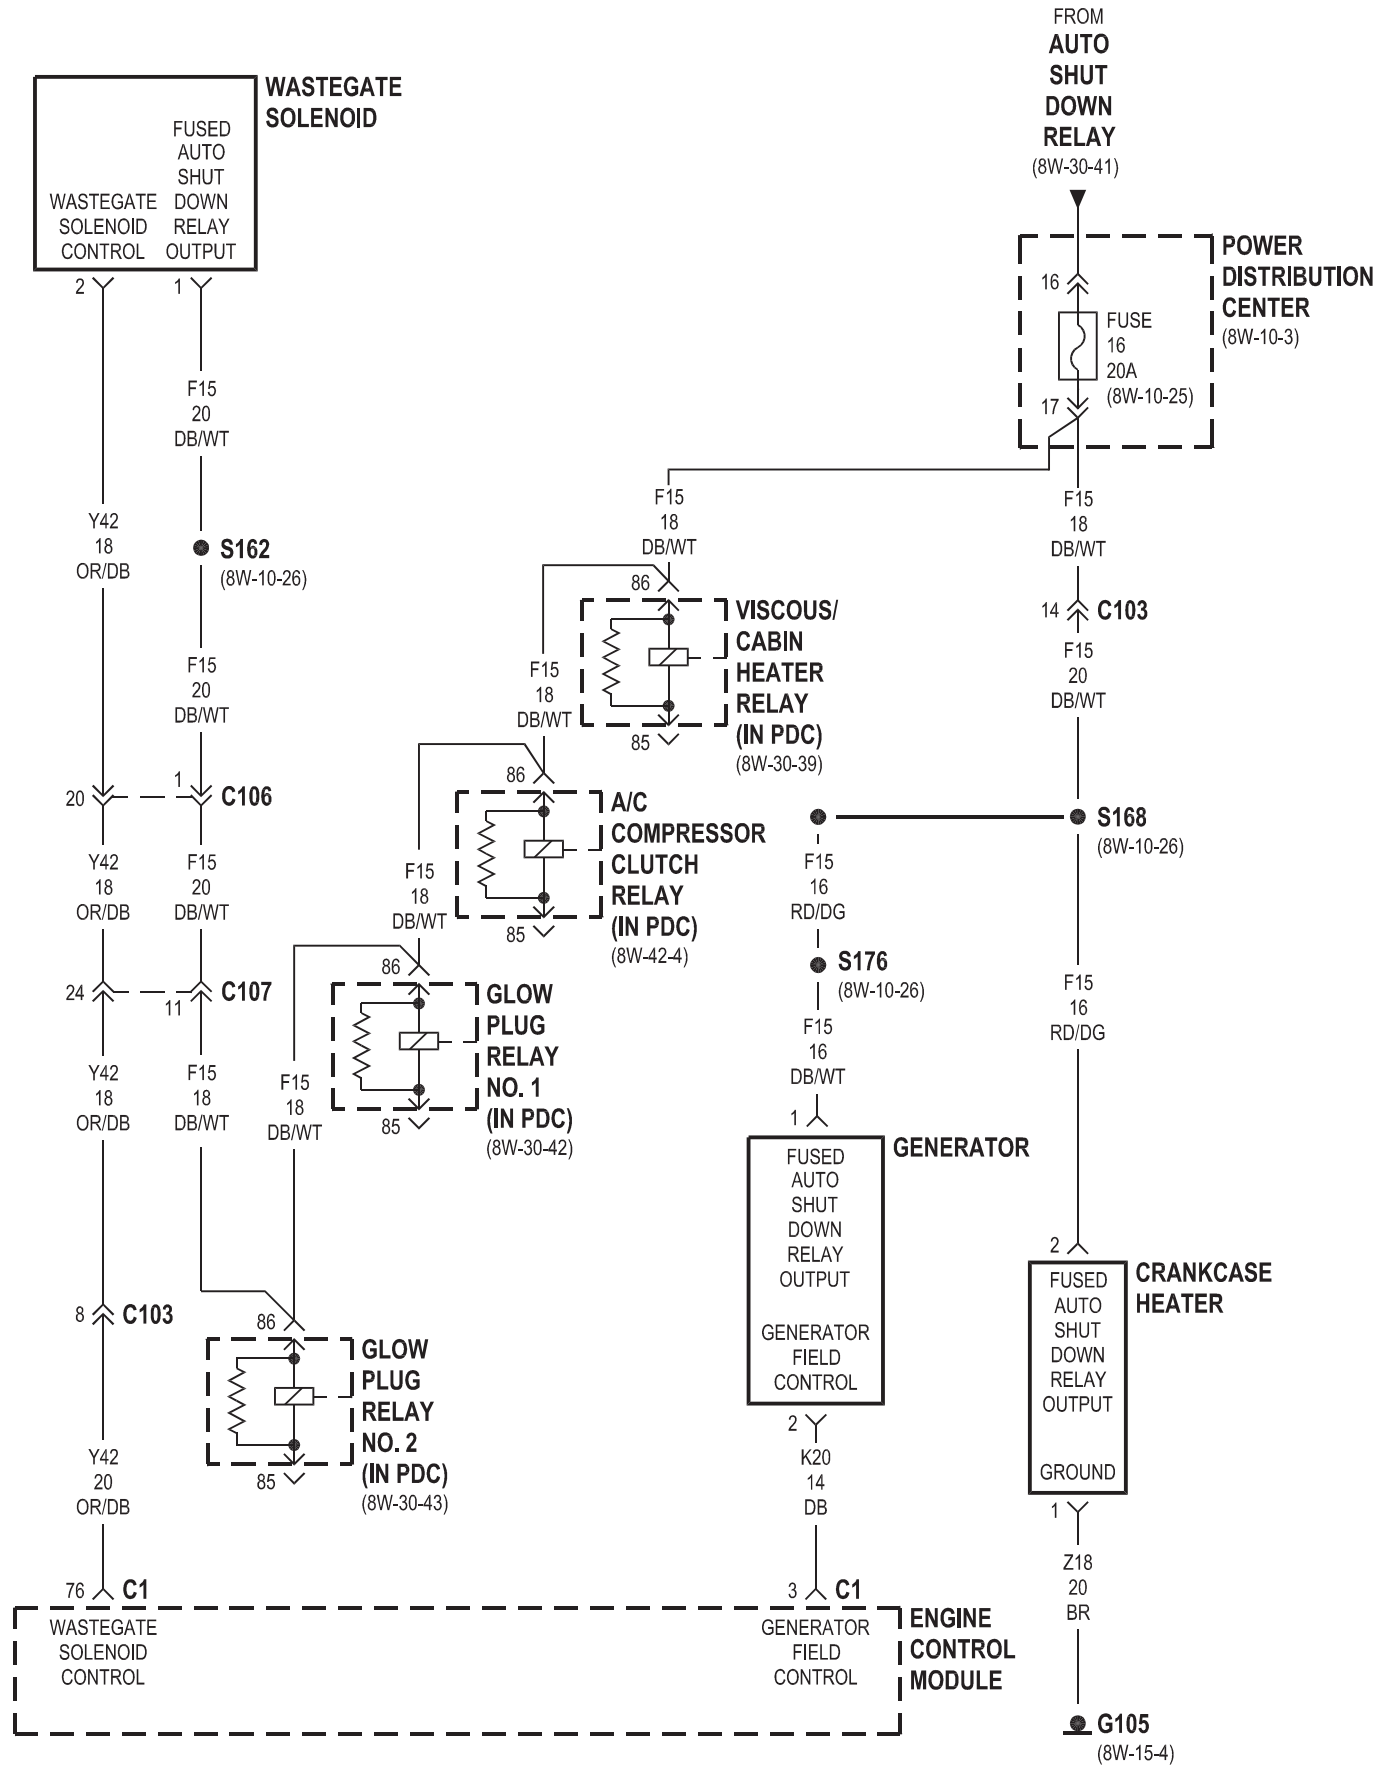 FROM
AUTO
SHUT
DOWN
RELAY
(8W-30-41)
WASTEGATE
SOLENOID
FUSED
AUTO
SHUT
DOWN
RELAY
OUTPUT
WASTEGATE
SOLENOID
CONTROL
2
1
POWER
DISTRIBUTION
CENTER
(8W-10-3)
16
FUSE
16
20A
(8W-10-25)
17
F15
20
DB/WT
Y42
18
OR/DB
S162
(8W-10-26)
F15
20
DB/WT
20
1
C106
Y42
18
OR/DB
F15
20
DB/WT
24
11
C107
Y42
18
OR/DB
F15
18
DB/WT
8
C103
Y42
20
OR/DB
76
C1
F15
18
DB/WT
86
VISCOUS/
CABIN
HEATER
RELAY
(IN PDC)
(8W-30-39)
85
F15
18
DB/WT
86
A/C
COMPRESSOR
CLUTCH
RELAY
(IN PDC)
(8W-42-4)
85
F15
18
DB/WT
86
GLOW
PLUG
RELAY
NO. 1
(IN PDC)
(8W-30-42)
85
F15
18
DB/WT
86
GLOW
PLUG
RELAY
NO. 2
(IN PDC)
(8W-30-43)
85
F15
18
DB/WT
14
C103
F15
20
DB/WT
S168
(8W-10-26)
F15
16
RD/DG
S176
(8W-10-26)
F15
16
DB/WT
1
GENERATOR
FUSED
AUTO
SHUT
DOWN
RELAY
OUTPUT
GENERATOR
FIELD
CONTROL
2
K20
14
DB
3
C1
F15
16
RD/DG
2
CRANKCASE
HEATER
FUSED
AUTO
SHUT
DOWN
RELAY
OUTPUT
GROUND
1
Z18
20
BR
G105
(8W-15-4)
WASTEGATE
SOLENOID
CONTROL
GENERATOR
FIELD
CONTROL
ENGINE
CONTROL
MODULE